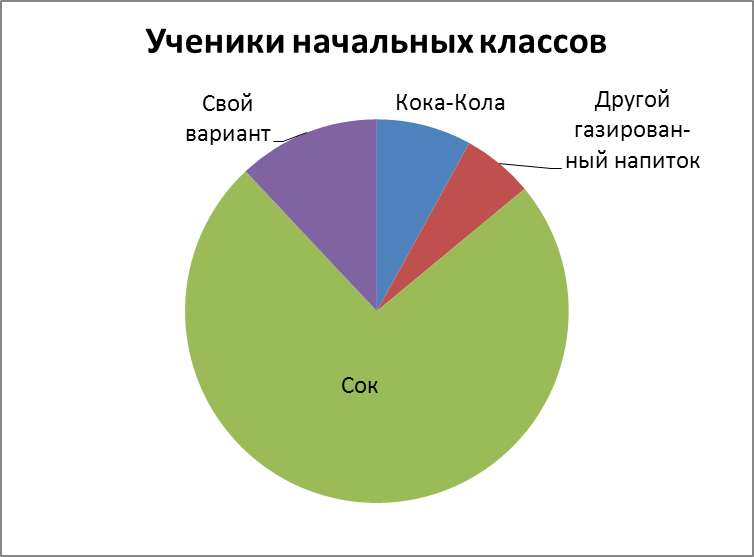 Ученики начальных классов
Свой
вариант
Кока-Кола
Другой
газирован-
ный напиток
Сок